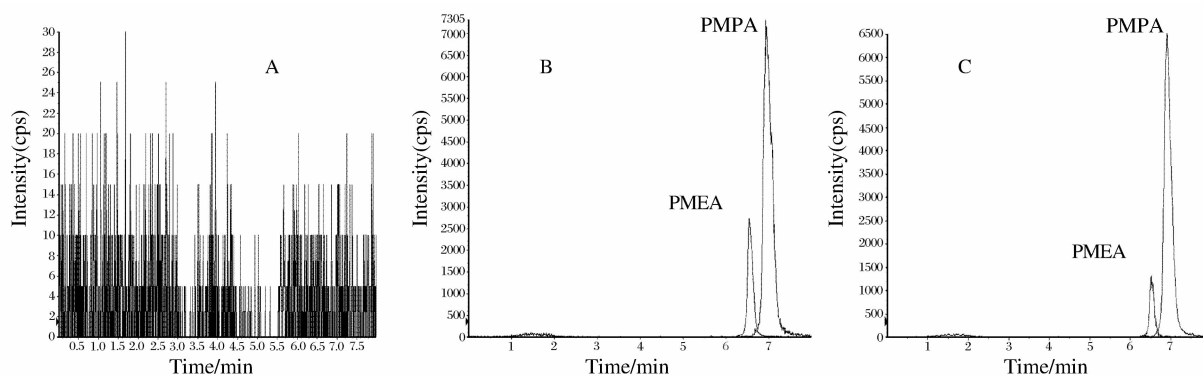 Intensity(cps)
30
28
26
24
22
20
18
16
14
12
10
8
6
4
2
0
A
0.5 1.0 1.5 2.0 2.5 3.0 3.5 4.0 4.5 5.0 5.5 6.0 6.5 7.0 7.5
Time/min
Intensity(cps)
7305
7000
6500
6000
5500
5000
4500
4000
3500
3000
2500
2000
1500
1000
500
0
B
PMPA
PMEA
1 2 3 4 5 6 7
Time/min
Intensity(cps)
6500
6000
5500
5000
4500
4000
3500
3000
2500
2000
1500
1000
500
0
C
PMPA
PMEA
1 2 3 4 5 6 7
Time/min